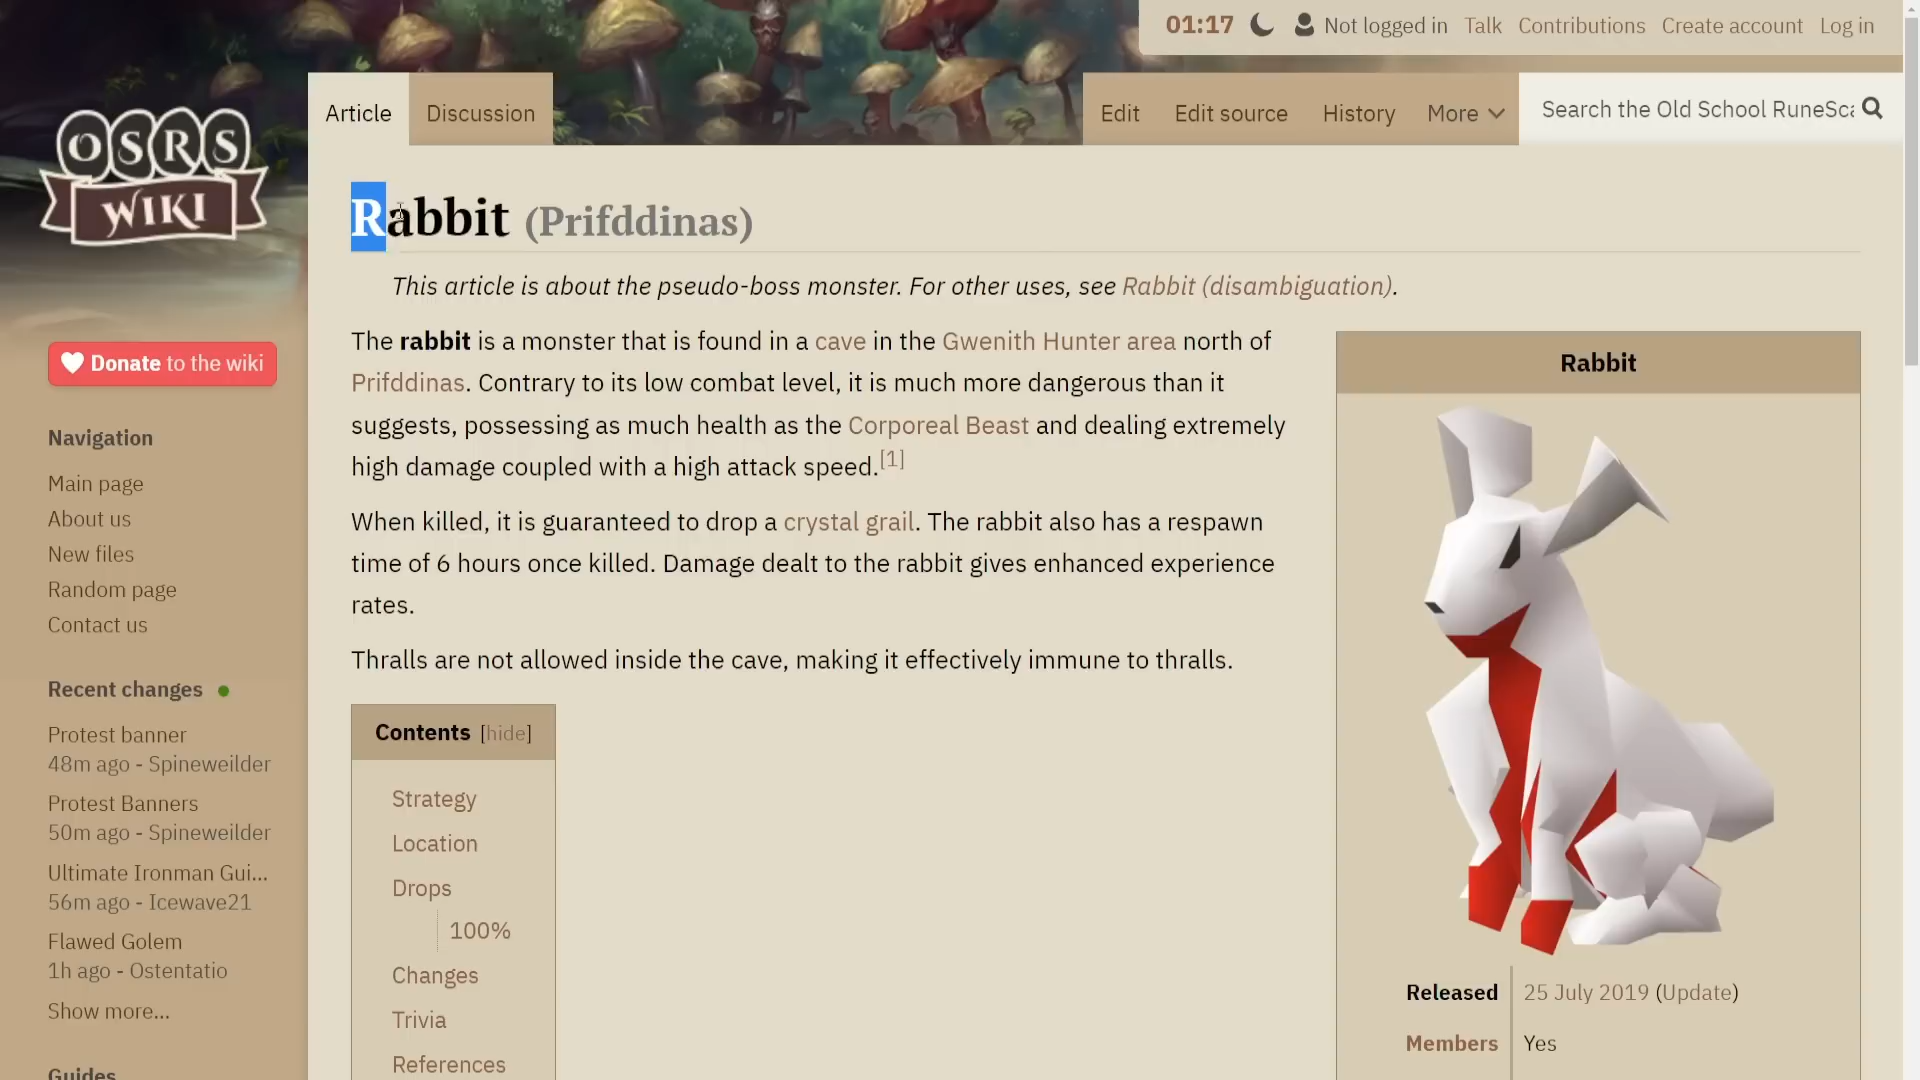 01:17 Not logged in Talk Contributions Create account Log in
OSRS
WIKI
Article Discussion Edit Edit source History More Search the Old School RuneSca
Rabbit (Prifddinas)
This article is about the pseudo-boss monster. For other uses, see Rabbit (disambiguation).
The rabbit is a monster that is found in a cave in the Gwenith Hunter area north of
Prifddinas. Contrary to its low combat level, it is much more dangerous than it
suggests, possessing as much health as the Corporeal Beast and dealing extremely
high damage coupled with a high attack speed.[1]
When killed, it is guaranteed to drop a crystal grail. The rabbit also has a respawn
time of 6 hours once killed. Damage dealt to the rabbit gives enhanced experience
rates.
Thralls are not allowed inside the cave, making it effectively immune to thralls.
Contents [hide]
Strategy
Location
Drops
100%
Changes
Trivia
References
Rabbit
Released 25 July 2019 (Update)
Members Yes
Donate to the wiki
Navigation
Main page
About us
New files
Random page
Contact us
Recent changes
Protest banner
48m ago - Spineweilder
Protest Banners
50m ago - Spineweilder
Ultimate Ironman Gui...
56m ago - Icewave21
Flawed Golem
1h ago - Ostentatio
Show more...
Guides